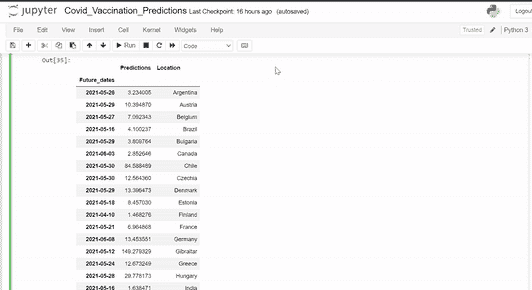 jupyter Covid_Vaccination_Predictions Last Checkpoint: 16 hours ago (autosaved)
Logout
File Edit View Insert Cell Kernel Widgets Help Trusted Python 3
Run Code
Out[35]:
Predictions Location
Future_dates
2021-05-20 3.234005 Argentina
2021-05-29 10.394870 Austria
2021-05-27 7.092343 Belgium
2021-05-16 4.100237 Brazil
2021-05-29 3.809764 Bulgaria
2021-06-03 2.852646 Canada
2021-05-30 84.588489 Chile
2021-05-30 12.564360 Czechia
2021-05-29 13.396473 Denmark
2021-05-18 8.457030 Estonia
2021-04-10 1.468276 Finland
2021-05-21 6.964868 France
2021-06-08 13.453551 Germany
2021-05-12 149.279329 Gibraltar
2021-05-24 12.673249 Greece
2021-05-28 29.778173 Hungary
2021-05-16 1.638471 India